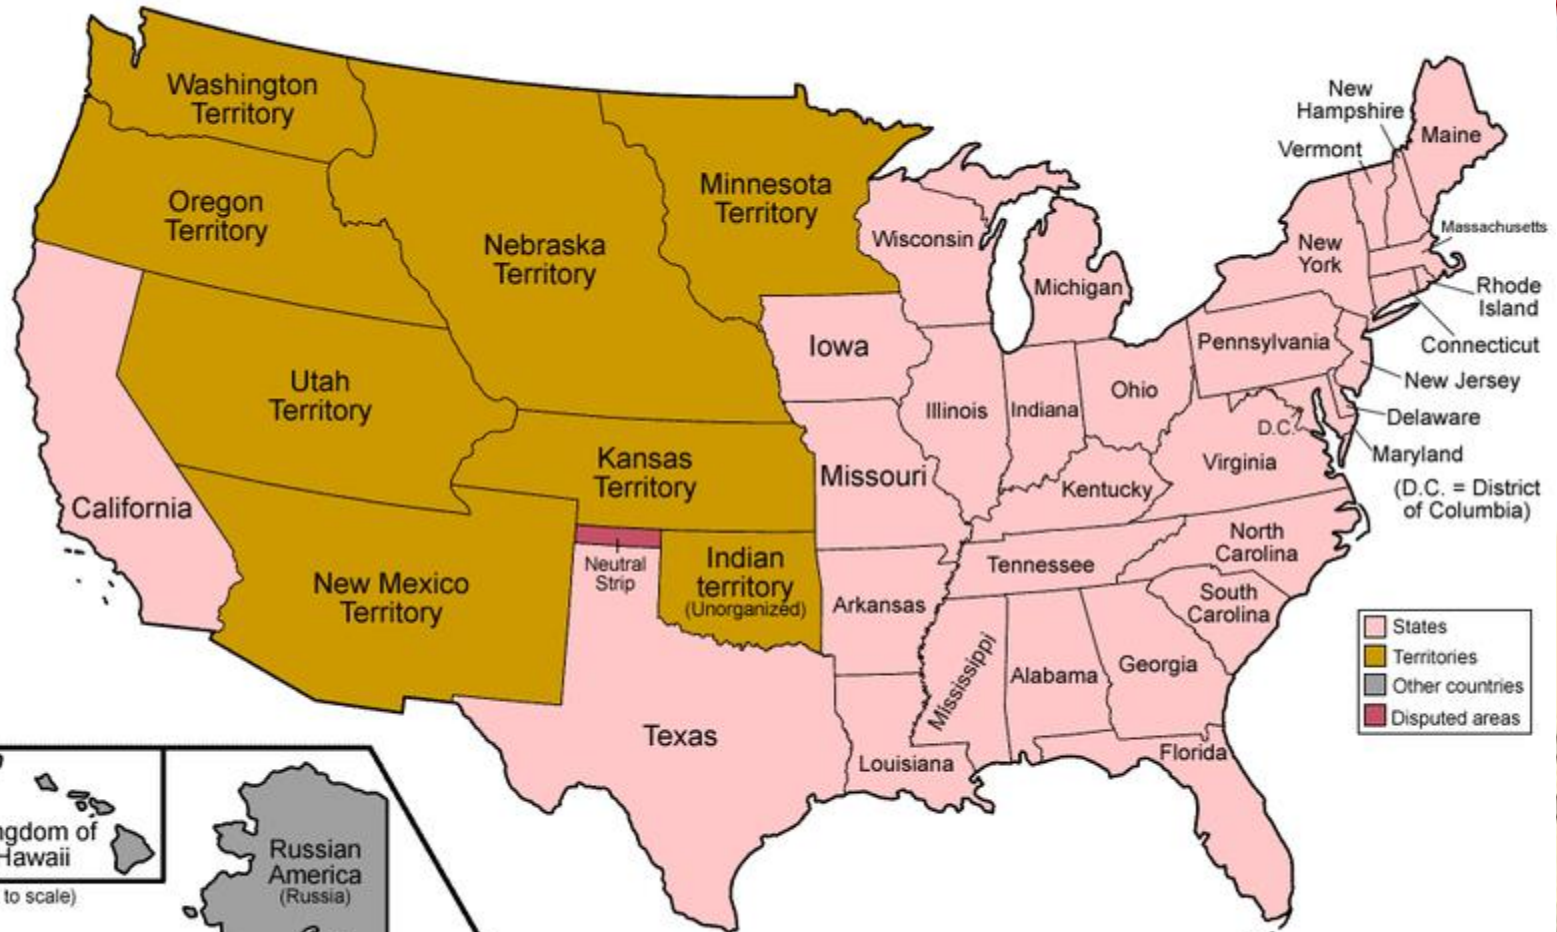 Washington
Territory
Oregon
Territory
Nebraska
Territory
Minnesota
Territory
Utah
Territory
Kansas
Territory
New Mexico
Territory
Indian
territory
(Unorganized)
Neutral
Strip
California
Texas
Iowa
Missouri
Arkansas
Louisiana
Wisconsin
Michigan
Illinois
Indiana
Ohio
Kentucky
Tennessee
Mississippi
Alabama
Georgia
Florida
South
Carolina
North
Carolina
Virginia
D.C.
Pennsylvania
New
York
Vermont
New
Hampshire
Maine
Massachusetts
Rhode
Island
Connecticut
New Jersey
Delaware
Maryland
(D.C. = District
of Columbia)
States
Territories
Other countries
Disputed areas
ngdom of
Hawaii
to scale)
Russian
America
(Russia)